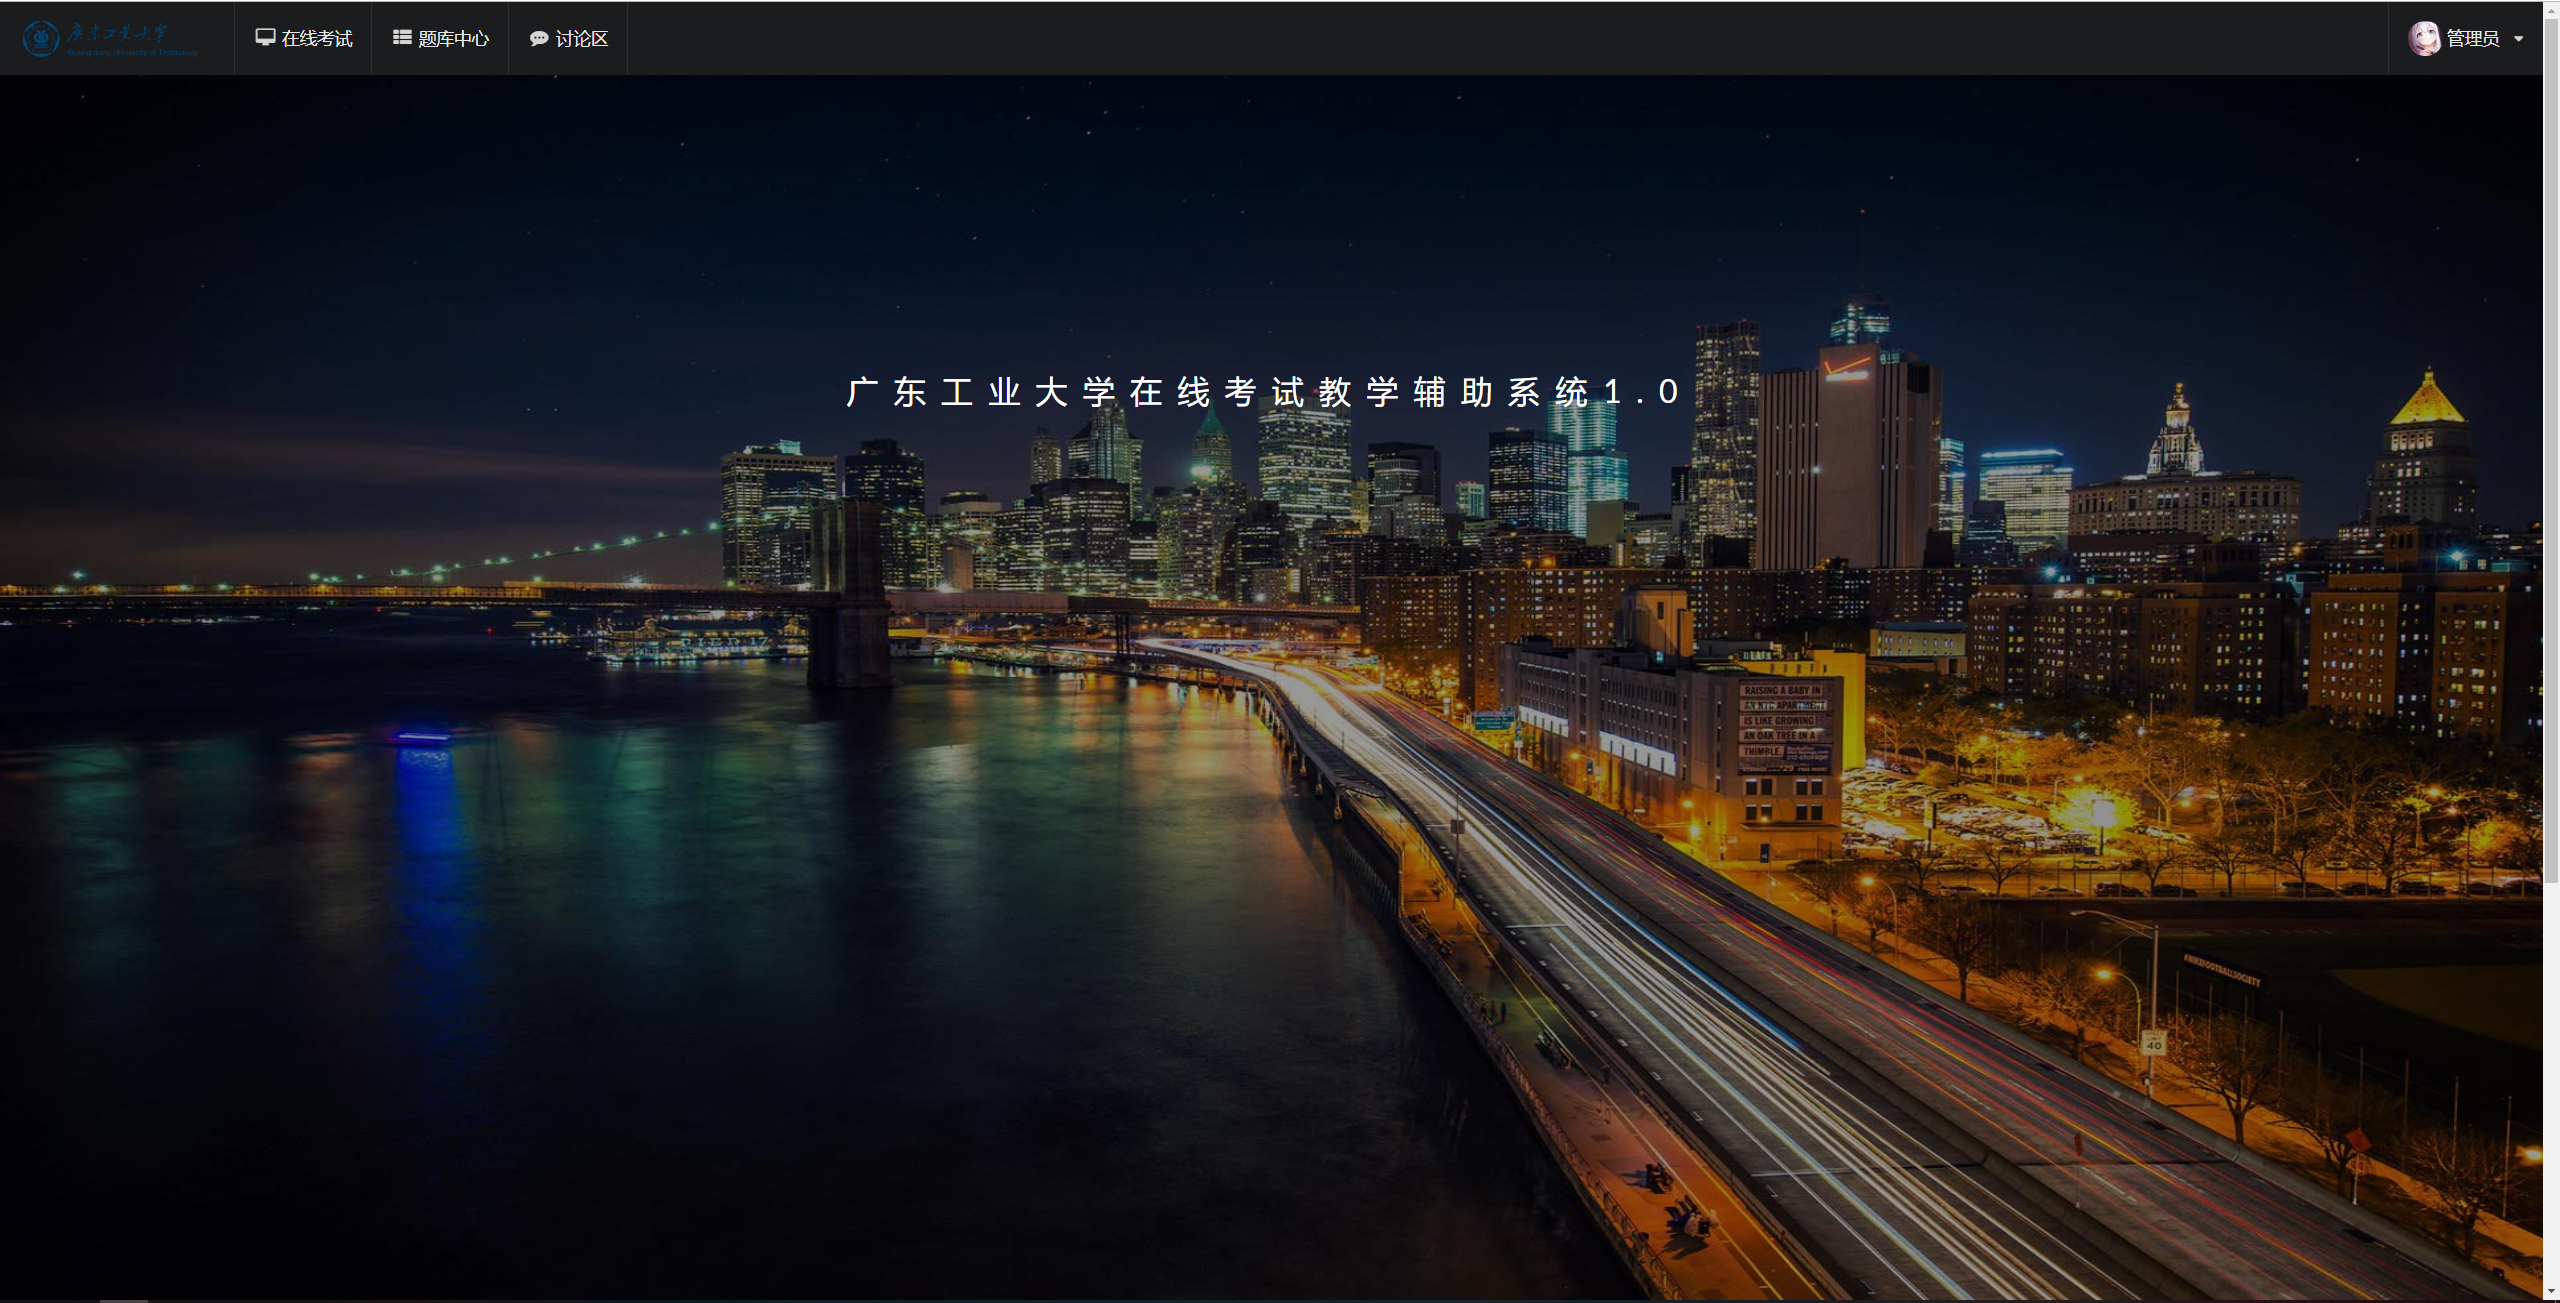 广东工业大学
Guangdong University of Technology
在线考试
题库中心
讨论区
管理员
广东工业大学在线考试教学辅助系统1.0
RAISING A BABY IN
AN NYC APARTMENT
IS LIKE GROWING
AN OAK TREE IN A
THIMBLE.
#NIKEFOOTBALLSOCIETY
SPEED
LIMIT
40